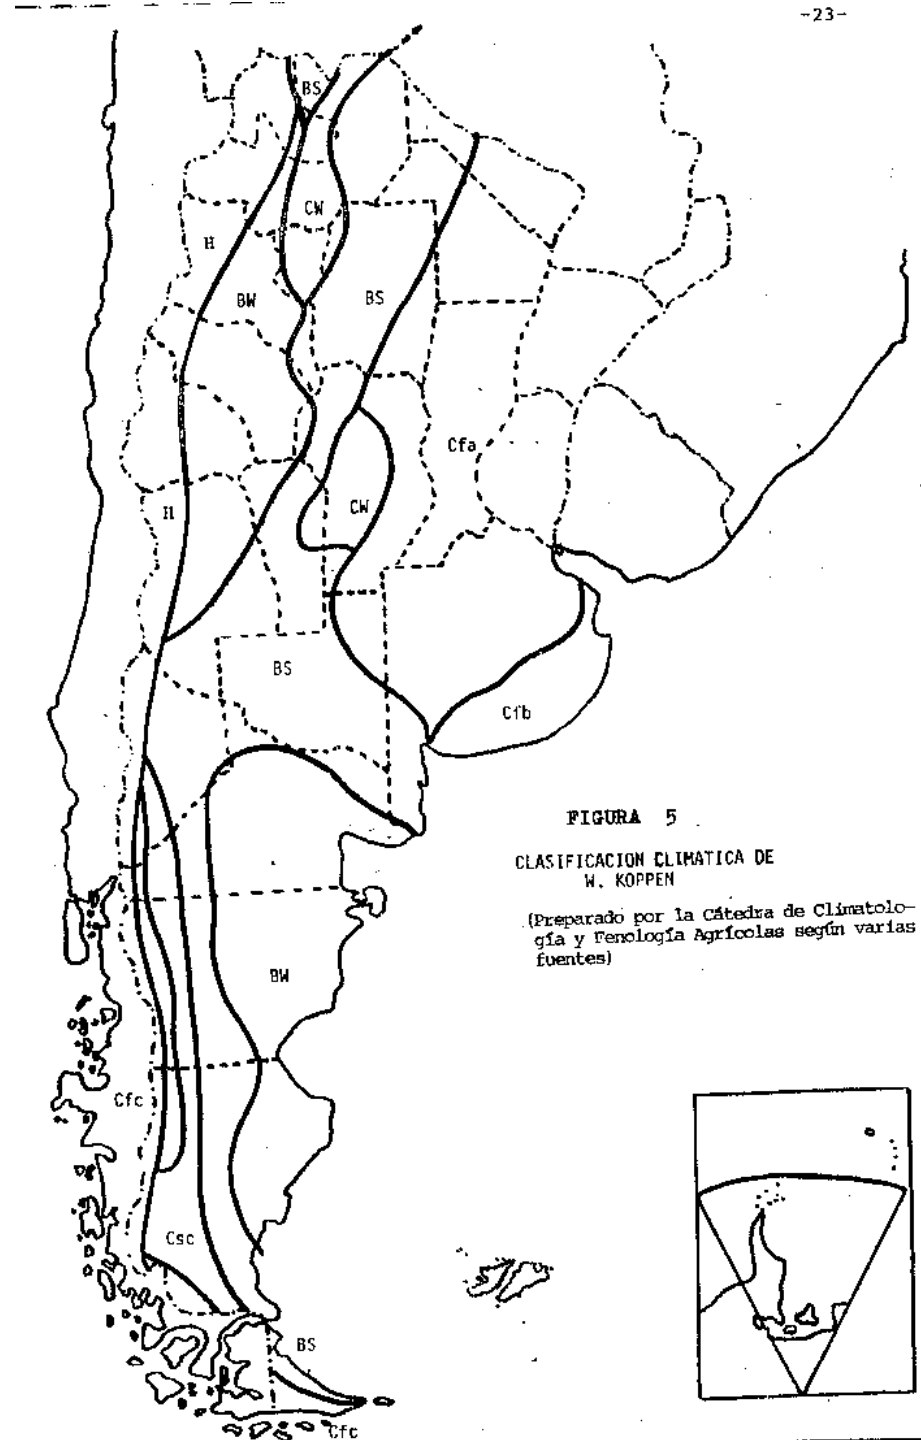 -23-
BS
CW
H
BW
BS
Cfa
H
CW
BS
Cfb
FIGURA 5
CLASIFICACION CLIMATICA DE
W. KOPPEN
(Preparado por la Cátedra de Climatolo-
gía y Fenología Agrícolas según varias
fuentes)
BW
Cfc
Csc
BS
Cfc